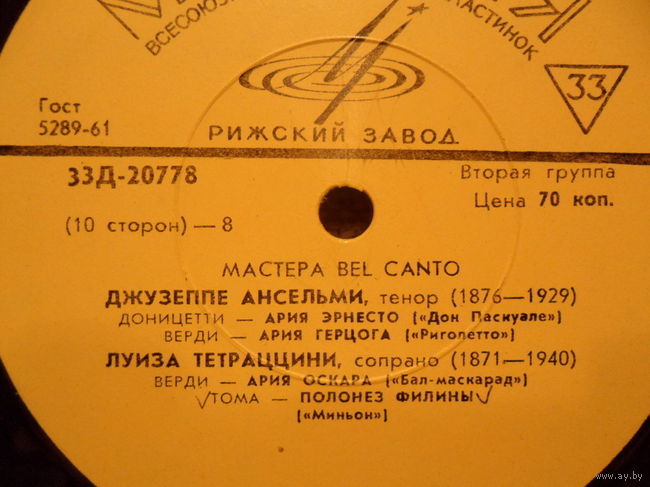 33
Гост
5289-61
РИЖСКИЙ ЗАВОД
33Д-20778
Вторая группа
Цена 70 коп.
(10 сторон) — 8
МАСТЕРА BEL CANTO
ДЖУЗЕППЕ АНСЕЛЬМИ, тенор (1876—1929)
ДОНИЦЕТТИ — АРИЯ ЭРНЕСТО («Дон Паскуале»)
ВЕРДИ — АРИЯ ГЕРЦОГА («Риголетто»)
ЛУИЗА ТЕТРАЦЦИНИ, сопрано (1871—1940)
ВЕРДИ — АРИЯ ОСКАРА («Бал-маскарад»)
ТОМА — ПОЛОНЕЗ ФИЛИНЫ
(«Миньон»)
www.ay.by